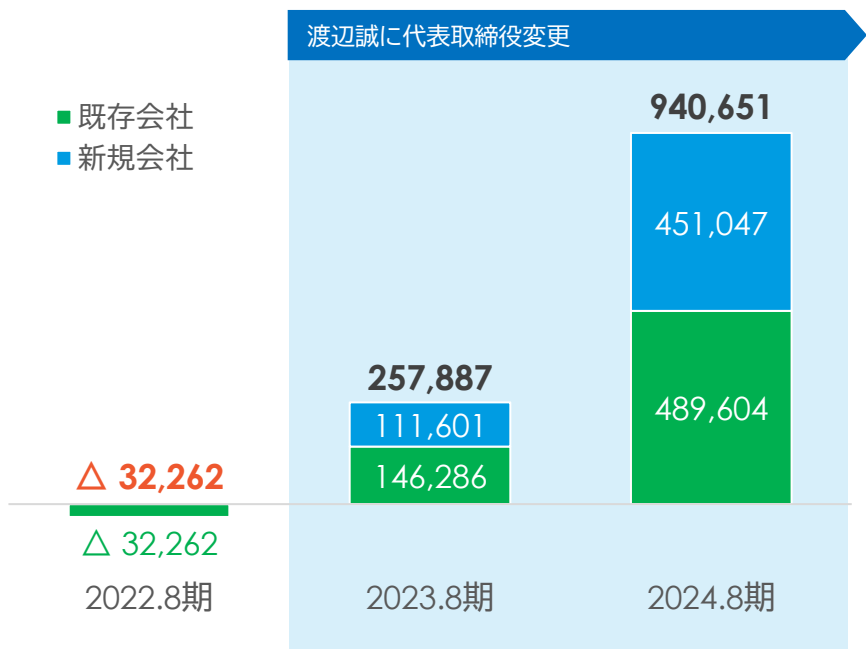 渡辺誠に代表取締役変更
既存会社
新規会社
940,651
451,047
489,604
257,887
111,601
146,286
△ 32,262
△ 32,262
2022.8期
2023.8期
2024.8期